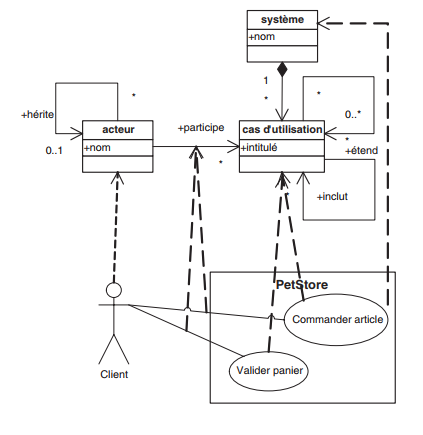 système
+nom
1
*
*
0..*
*
+étend
+hérite
*
0..1
acteur
+nom
+participe
*
cas d'utilisation
+intitulé
+inclut
*
PetStore
Commander article
Valider panier
Client